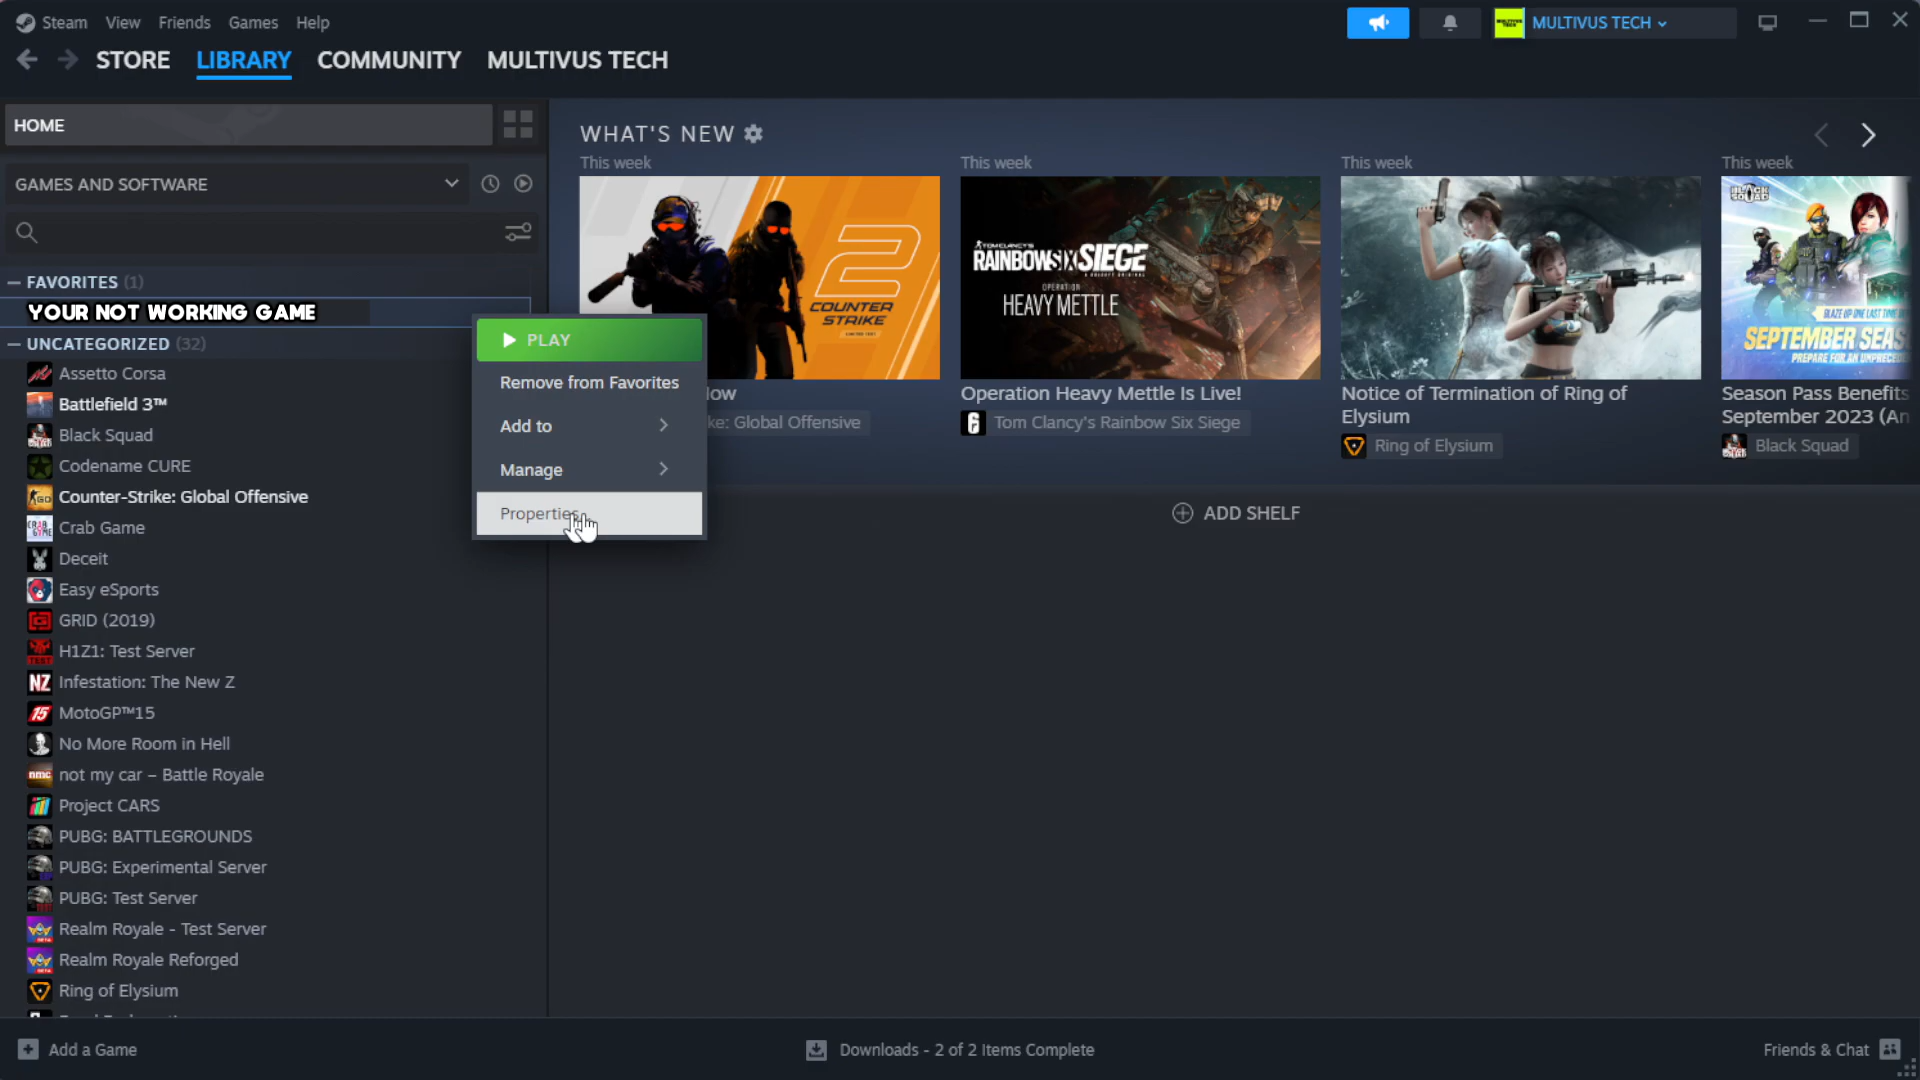 Steam View Friends Games Help
MULTIVUS TECH
STORE LIBRARY COMMUNITY MULTIVUS TECH
HOME
GAMES AND SOFTWARE
FAVORITES (1)
YOUR NOT WORKING GAME
UNCATEGORIZED (32)
Assetto Corsa
Battlefield 3™
Black Squad
Codename CURE
Counter-Strike: Global Offensive
Crab Game
Deceit
Easy eSports
GRID (2019)
H1Z1: Test Server
Infestation: The New Z
MotoGP™15
No More Room in Hell
not my car – Battle Royale
Project CARS
PUBG: BATTLEGROUNDS
PUBG: Experimental Server
PUBG: Test Server
Realm Royale - Test Server
Realm Royale Reforged
Ring of Elysium
PLAY
Remove from Favorites
Add to
Manage
Properties
WHAT'S NEW
This week
2
COUNTER
STRIKE
ke: Global Offensive
This week
TOM CLANCY'S
RAINBOW SIX SIEGE
OPERATION
HEAVY METTLE
Operation Heavy Mettle Is Live!
Tom Clancy's Rainbow Six Siege
This week
Notice of Termination of Ring of
Elysium
Ring of Elysium
This week
BLACK
SQUAD
BLAZE UP ONE LAST TIME
SEPTEMBER SEAS
PREPARE FOR AN UNPRECED
Season Pass Benefits
September 2023 (An
Black Squad
ADD SHELF
Add a Game
Downloads - 2 of 2 Items Complete
Friends & Chat